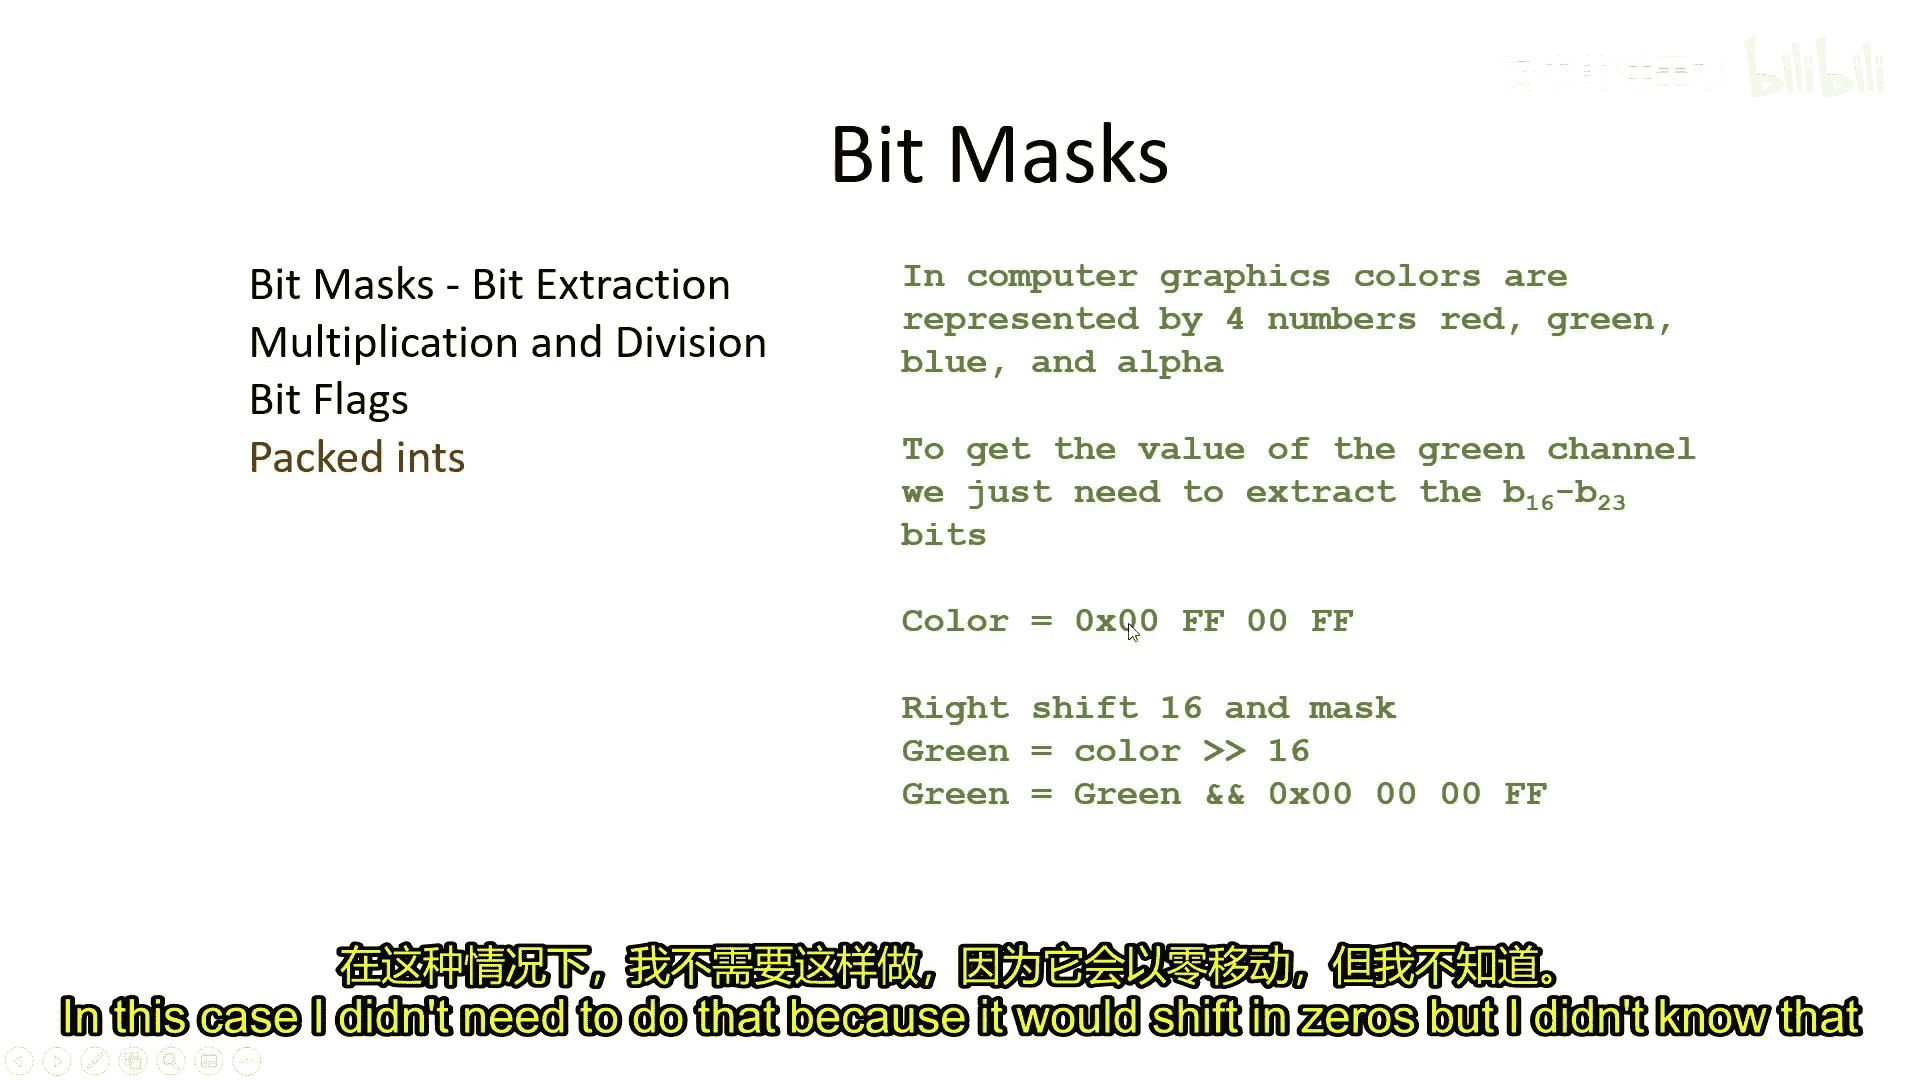 bilibili
Bit Masks
Bit Masks - Bit Extraction
Multiplication and Division
Bit Flags
Packed ints
In computer graphics colors are
represented by 4 numbers red, green,
blue, and alpha
To get the value of the green channel
we just need to extract the b16-b23
bits
Color = 0x00 FF 00 FF
Right shift 16 and mask
Green = color >> 16
Green = Green && 0x00 00 00 FF
在这种情况下，我不需要这样做，因为它会以零移动，但我不知道。
In this case I didn't need to do that because it would shift in zeros but I didn't know that